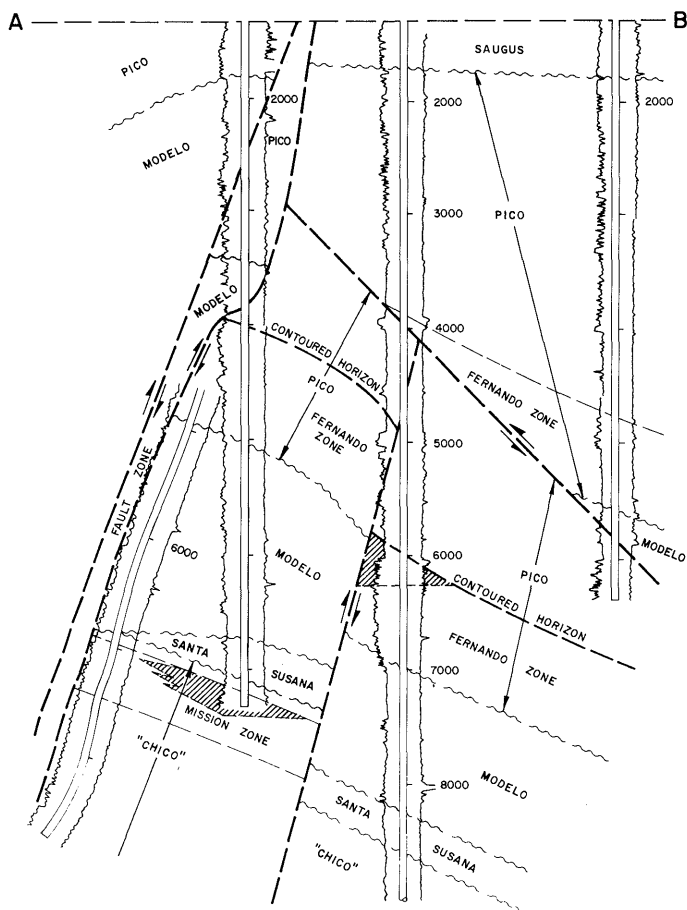 A
B
SAUGUS
PICO
2000
2000
2000
MODELO
PICO
PICO
3000
MODELO
4000
CONTOURED HORIZON
PICO
FERNANDO ZONE
FERNANDO ZONE
5000
FAULT ZONE
6000
6000
MODELO
MODELO
PICO
CONTOURED HORIZON
FERNANDO ZONE
SANTA
SUSANA
7000
MISSION ZONE
"CHICO"
MODELO
8000
SANTA
SUSANA
"CHICO"